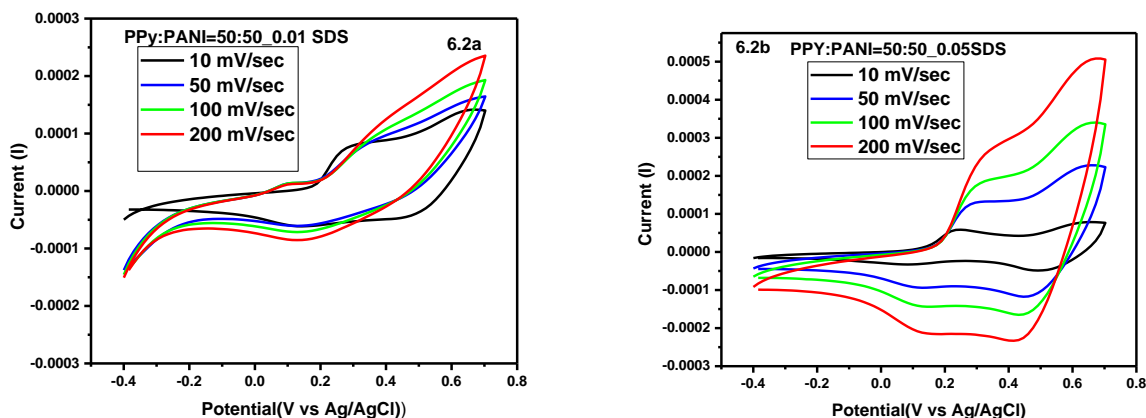 PPy:PANI=50:50_0.01 SDS
6.2a
10 mV/sec
50 mV/sec
100 mV/sec
200 mV/sec
0.0003
0.0002
0.0001
0.0000
-0.0001
-0.0002
-0.0003
Current (I)
-0.4 -0.2 0.0 0.2 0.4 0.6 0.8
Potential(V vs Ag/AgCl))
6.2b PPY:PANI=50:50_0.05SDS
10 mV/sec
50 mV/sec
100 mV/sec
200 mV/sec
0.0005
0.0004
0.0003
0.0002
0.0001
0.0000
-0.0001
-0.0002
-0.0003
Current (I)
-0.4 -0.2 0.0 0.2 0.4 0.6 0.8
Potential(V vs Ag/AgCl)